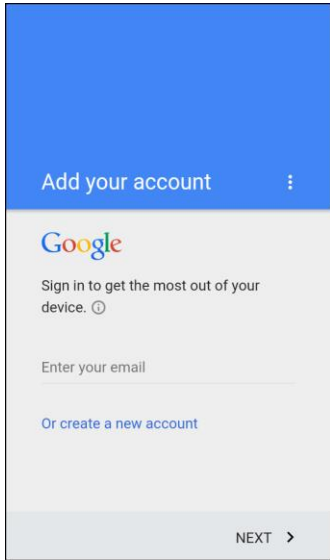 Add your account
Google
Sign in to get the most out of your
device.
Enter your email
Or create a new account
NEXT